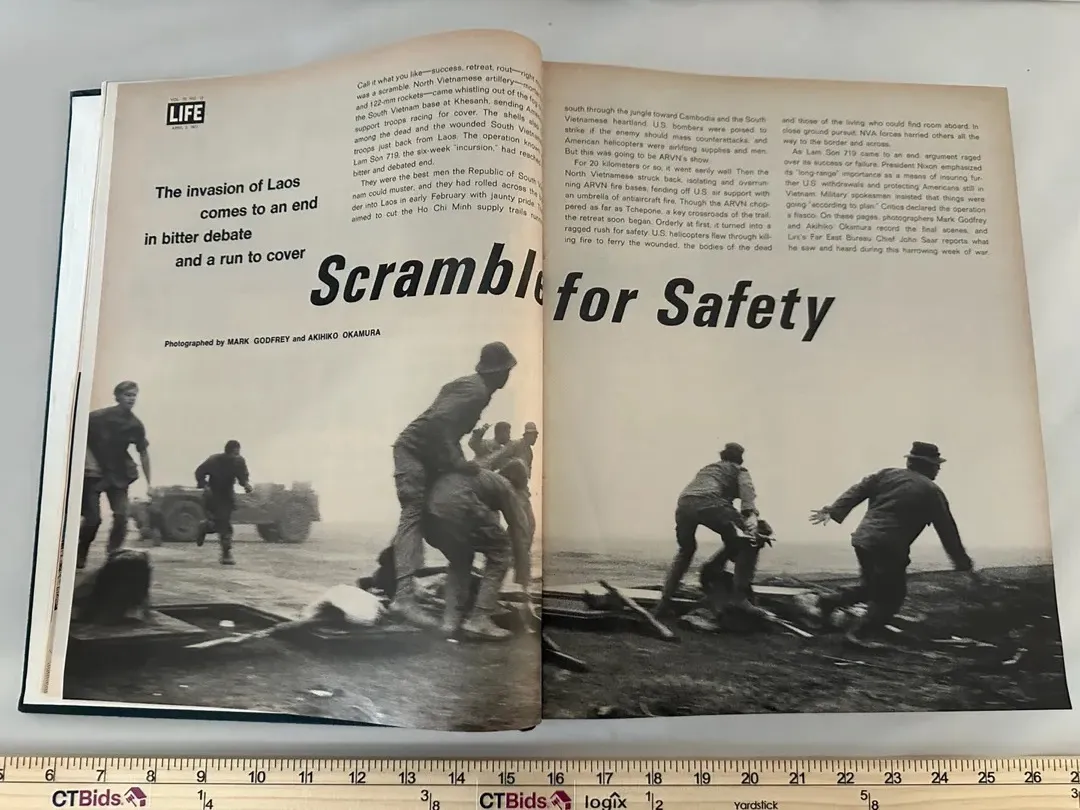 LIFE
The invasion of Laos
comes to an end
in bitter debate
and a run to cover
Call it what you like—success, retreat, rout—right
was a scramble. North Vietnamese artillery—
and 122-mm rockets—came whistling out of the
the South Vietnam base at Khesanh, sending
support troops racing for cover. The shells
among the dead and the wounded South
troops just back from Laos. The operation
Lam Son 719, the six-week "incursion," had
bitter and debated end.
They were the best men the Republic of South
nam could muster, and they had rolled across the
der into Laos in early February with jaunty pride
aimed to cut the Ho Chi Minh supply trails
south through the jungle toward Cambodia and the South
Vietnamese heartland. U.S. bombers were poised to
strike if the enemy should mass counterattacks, and
American helicopters were airlifting supplies and men.
But this was going to be ARVN's show.
For 20 kilometers or so, it went eerily well. Then the
North Vietnamese struck back, isolating and overrun-
ning ARVN fire bases, fending off U.S. air support with
an umbrella of antiaircraft fire. Though the ARVN chop-
pered as far as Tchepone, a key crossroads of the trail,
the retreat soon began. Orderly at first, it turned into a
ragged rush for safety. U.S. helicopters flew through kill-
ing fire to ferry the wounded, the bodies of the dead
and those of the living who could find room aboard. In
close ground pursuit, NVA forces harried others all the
way to the border and across.
As Lam Son 719 came to an end, argument raged
over its success or failure. President Nixon emphasized
its "long-range" importance as a means of insuring fur-
ther U.S. withdrawals and protecting Americans still in
Vietnam. Military spokesmen insisted that things were
going "according to plan." Critics declared the operation
a fiasco. On these pages, photographers Mark Godfrey
and Akihiko Okamura record the final scenes, and
LIFE's Far East Bureau Chief John Saar reports what
he saw and heard during this harrowing week of war.
Scramble for Safety
Photographed by MARK GODFREY and AKIHIKO OKAMURA
6 7 8 9 10 11 12 13 14 15 16 17 18 19 20 21 22 23 24 25 26
CTBids 1/4 3/8 CTBids logix 1/2 Yardstick 5/8